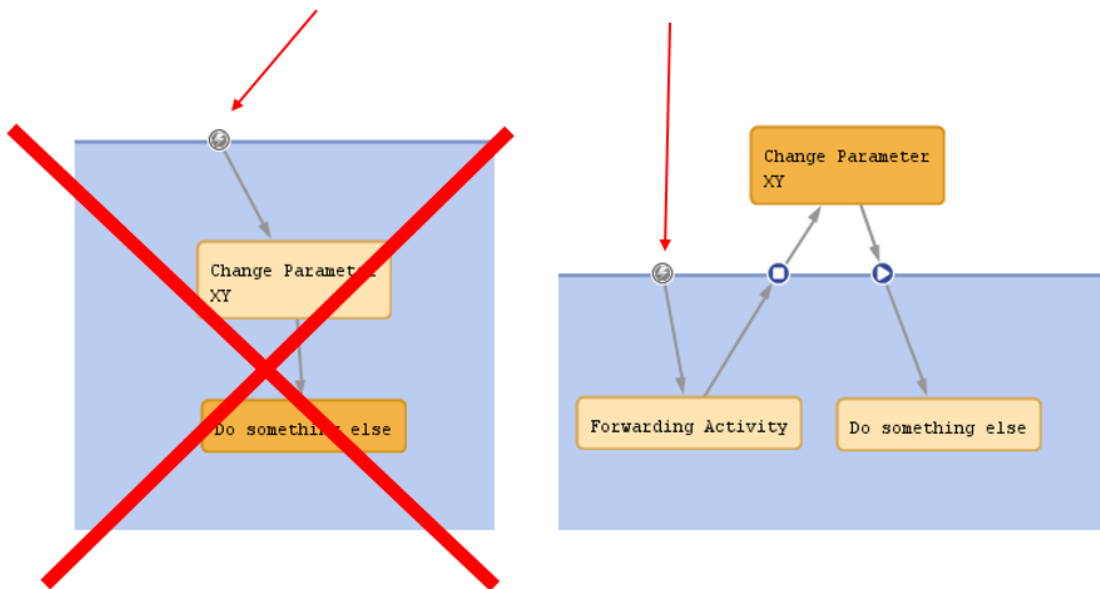 Change Parameter
XY
Do something else
Change Parameter
XY
Forwarding Activity
Do something else